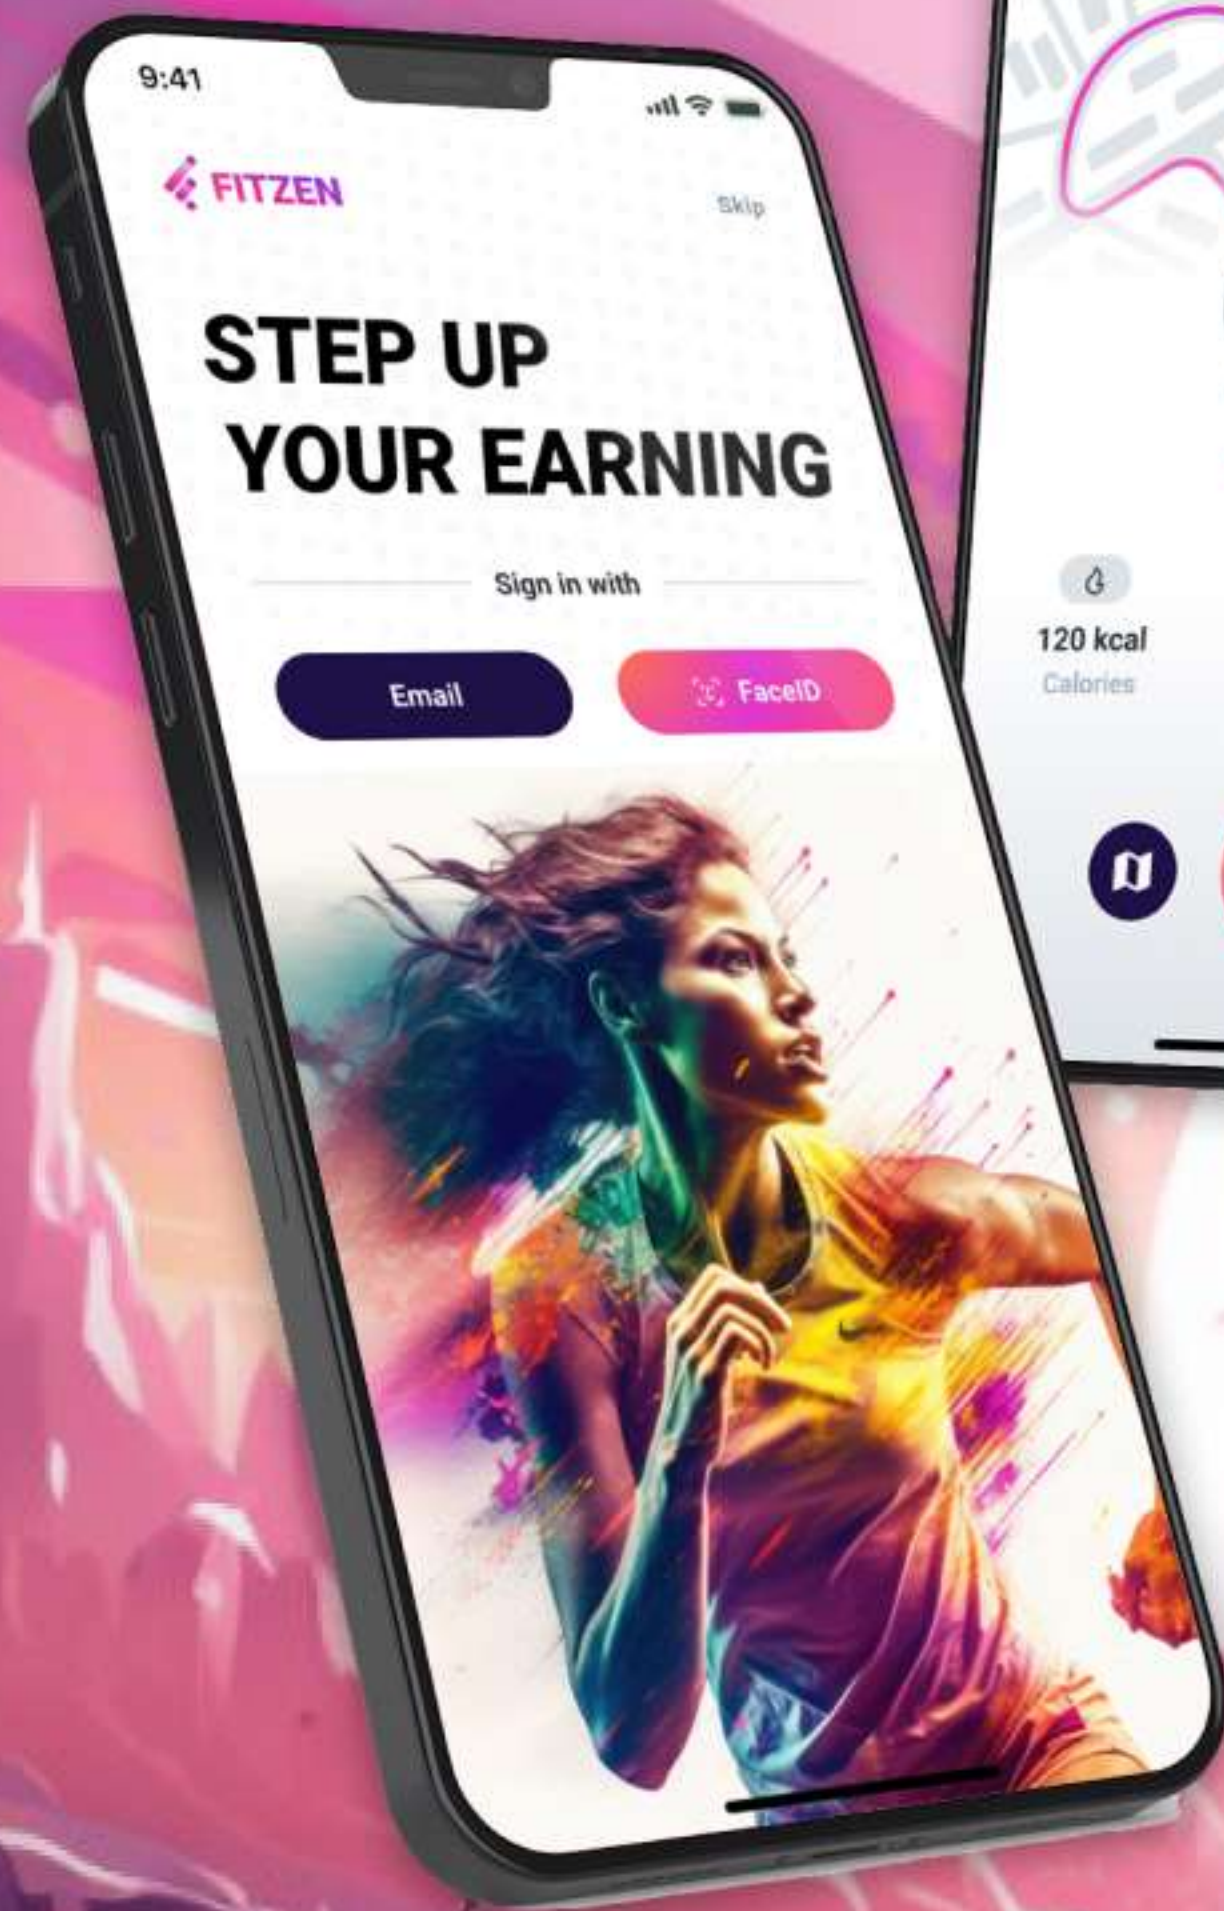 9:41
FITZEN
Skip
STEP UP
YOUR EARNING
Sign in with
Email
FaceID
120 kcal
Calories